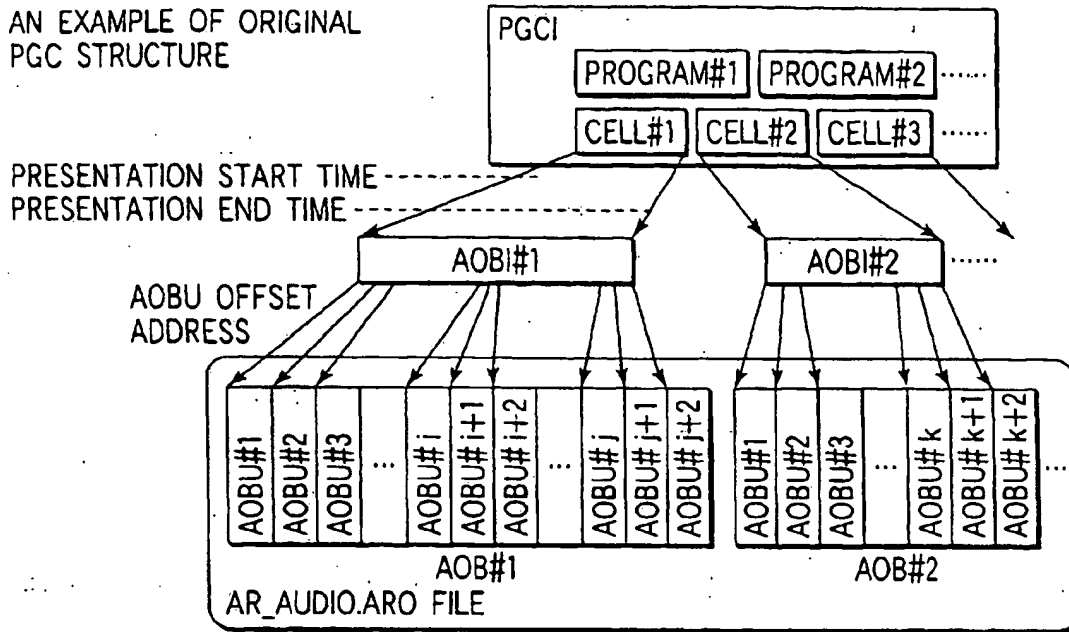 AN EXAMPLE OF ORIGINAL
PGC STRUCTURE
PGCI
PROGRAM#1 PROGRAM#2 ......
CELL#1 CELL#2 CELL#3 ......
PRESENTATION START TIME
PRESENTATION END TIME
AOBI#1 AOBI#2 ......
AOBU OFFSET
ADDRESS
AOBU#1 AOBU#2 AOBU#3 ... AOBU#i AOBU#i+1 AOBU#i+2 ... AOBU#j AOBU#j+1 AOBU#j+2 AOBU#1 AOBU#2 AOBU#3 ... AOBU#k AOBU#k+1 AOBU#k+2 ...
AOB#1 AOB#2
AR_AUDIO.ARO FILE